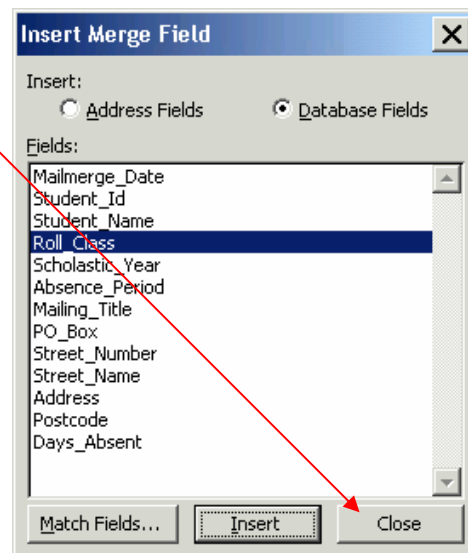 Insert Merge Field
Insert:
Address Fields Database Fields
Fields:
Mailmerge_Date
Student_Id
Student_Name
Roll_Class
Scholastic_Year
Absence_Period
Mailing_Title
PO_Box
Street_Number
Street_Name
Address
Postcode
Days_Absent
Match Fields... Insert Close